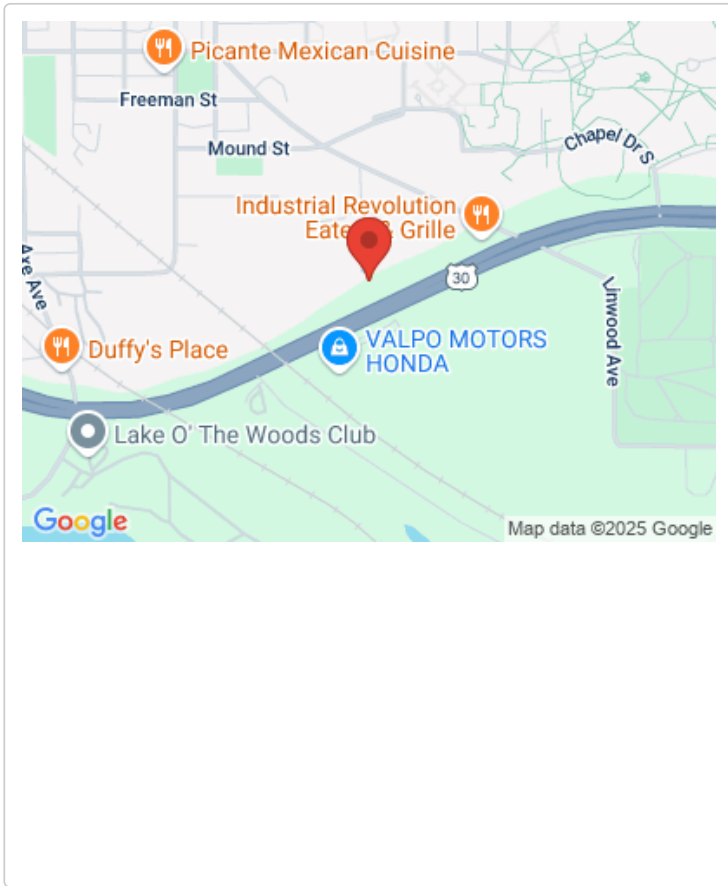 Picante Mexican Cuisine
Freeman St
Mound St
Chapel Dr S
Industrial Revolution
& Grille
30
Axe Ave
Linwood Ave
VALPO MOTORS
HONDA
Duffy's Place
Lake O' The Woods Club
Google
Map data ©2025 Google